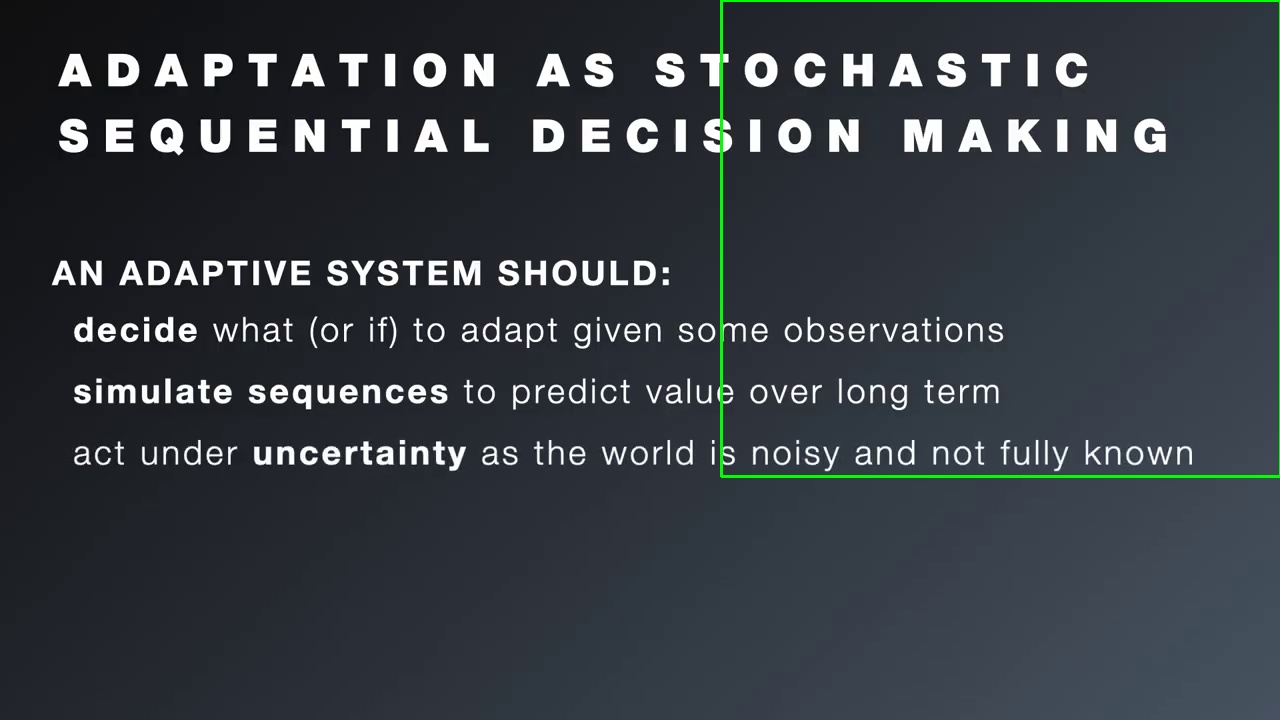 ADAPTATION AS STOCHASTIC
SEQUENTIAL DECISION MAKING
AN ADAPTIVE SYSTEM SHOULD:
decide what (or if) to adapt given some observations
simulate sequences to predict value over long term
act under uncertainty as the world is noisy and not fully known